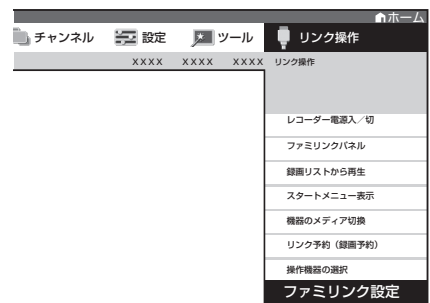 ホーム
チャンネル 設定 ツール リンク操作
XXXX XXXX XXXX リンク操作
レコーダー電源入／切
ファミリンクパネル
録画リストから再生
スタートメニュー表示
機器のメディア切換
リンク予約（録画予約）
操作機器の選択
ファミリンク設定